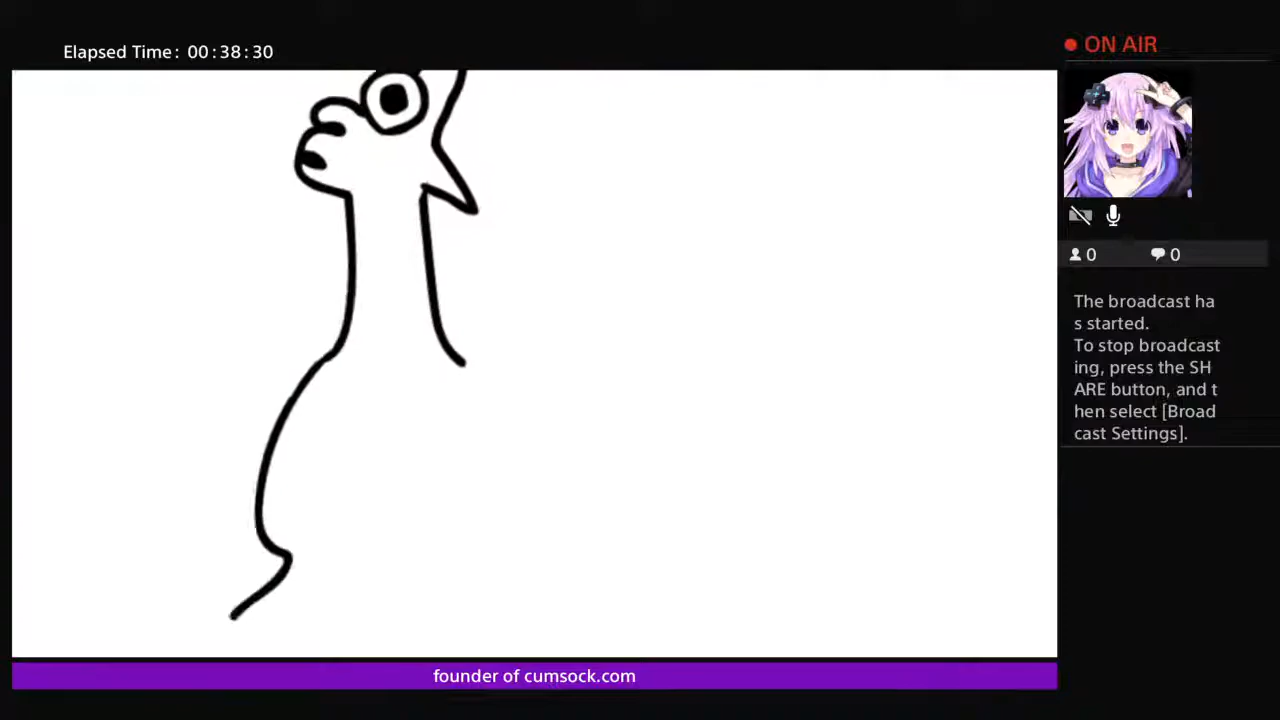 Elapsed Time: 00:38:30
ON AIR
0 0
The broadcast ha
s started.
To stop broadcast
ing, press the SH
ARE button, and t
hen select [Broad
cast Settings].
founder of cumsock.com